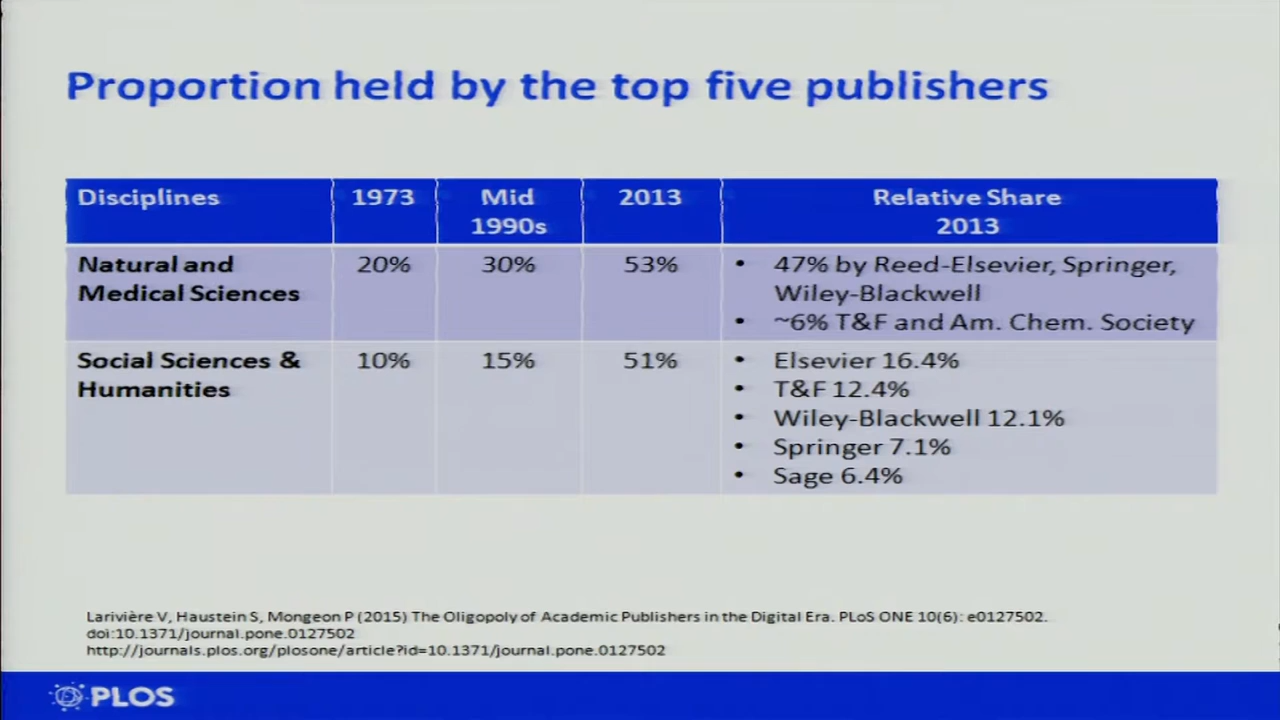 Proportion held by the top five publishers
Disciplines
1973
Mid
1990s
2013
Relative Share
2013
Natural and
Medical Sciences
20%
30%
53%
• 47% by Reed-Elsevier, Springer,
Wiley-Blackwell
• ~6% T&F and Am. Chem. Society
Social Sciences &
Humanities
10%
15%
51%
• Elsevier 16.4%
• T&F 12.4%
• Wiley-Blackwell 12.1%
• Springer 7.1%
• Sage 6.4%
Larivière V, Haustein S, Mongeon P (2015) The Oligopoly of Academic Publishers in the Digital Era. PLoS ONE 10(6): e0127502.
doi:10.1371/journal.pone.0127502
http://journals.plos.org/plosone/article?id=10.1371/journal.pone.0127502
PLOS